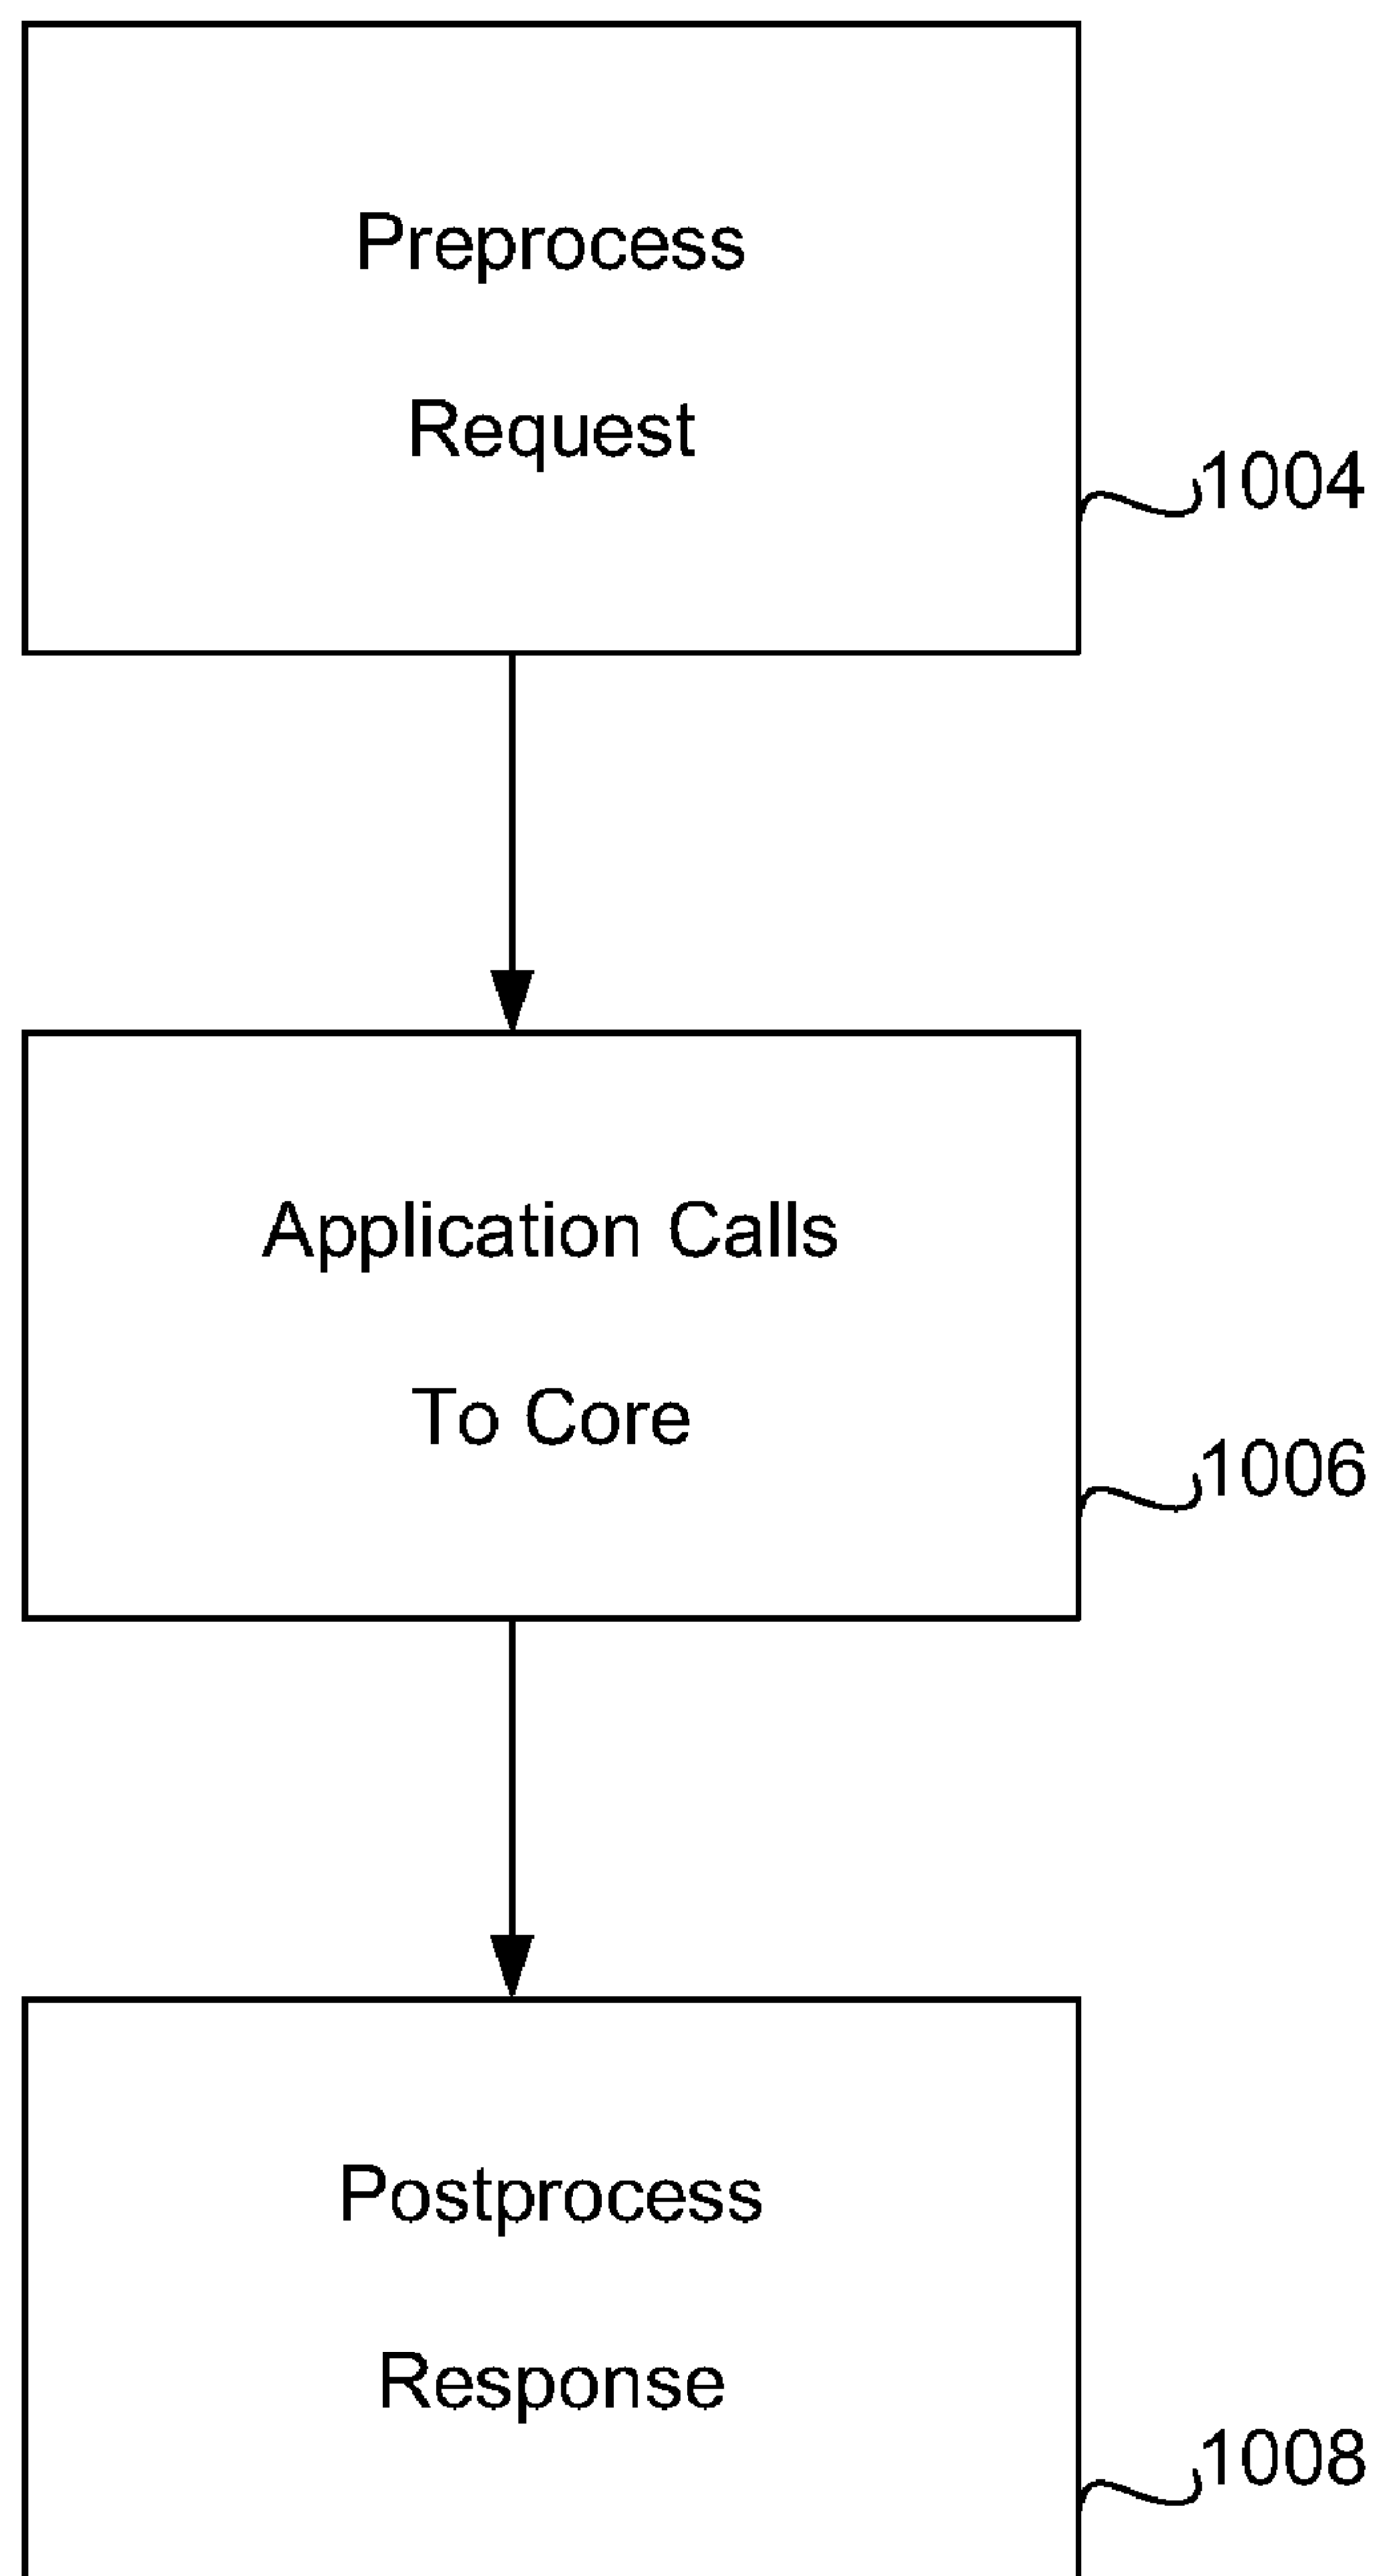 Preprocess
Request
1004
Application Calls
To Core
1006
Postprocess
Response
1008